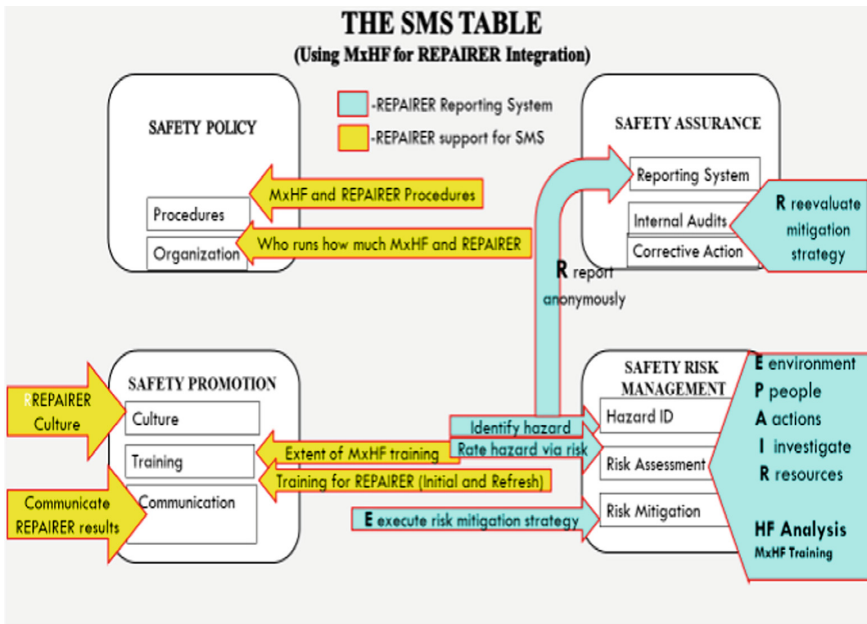 THE SMS TABLE
(Using MxHF for REPAIRER Integration)
-REPAIRER Reporting System
-REPAIRER support for SMS
SAFETY POLICY
MxHF and REPAIRER Procedures
Procedures
Who runs how much MxHF and REPAIRER
Organization
SAFETY ASSURANCE
Reporting System
Internal Audits
Corrective Action
R reevaluate
mitigation
strategy
R report
anonymously
SAFETY PROMOTION
RREPAIRER
Culture
Culture
Training
Extent of MxHF training
Training for REPAIRER (Initial and Refresh)
Communicate
REPAIRER results
Communication
SAFETY RISK
MANAGEMENT
Identify hazard
Hazard ID
Rate hazard via risk
Risk Assessment
E execute risk mitigation strategy
Risk Mitigation
E environment
P people
A actions
I investigate
R resources
HF Analysis
MxHF Training